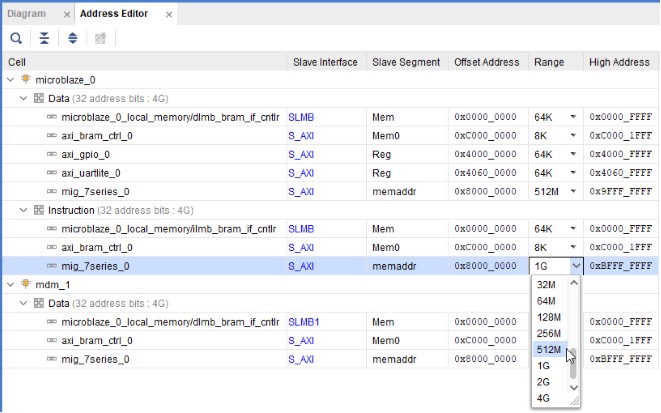 Diagram × Address Editor ×
Cell Slave Interface Slave Segment Offset Address Range High Address
microblaze_0
Data (32 address bits : 4G)
microblaze_0_local_memory/dlmb_bram_if_cntlr SLMB Mem 0x0000_0000 64K 0x0000_FFFF
axi_bram_ctrl_0 S_AXI Mem0 0xC000_0000 8K 0xC000_1FFF
axi_gpio_0 S_AXI Reg 0x4000_0000 64K 0x4000_FFFF
axi_uartlite_0 S_AXI Reg 0x4060_0000 64K 0x4060_FFFF
mig_7series_0 S_AXI memaddr 0x8000_0000 512M 0x9FFF_FFFF
Instruction (32 address bits : 4G)
microblaze_0_local_memory/ilmb_bram_if_cntlr SLMB Mem 0x0000_0000 64K 0x0000_FFFF
axi_bram_ctrl_0 S_AXI Mem0 0xC000_0000 8K 0xC000_1FFF
mig_7series_0 S_AXI memaddr 0x8000_0000 1G 0xBFFF_FFFF
mdm_1 32M
Data (32 address bits : 4G) 64M
microblaze_0_local_memory/dlmb_bram_if_cntlr SLMB1 Mem 0x0000_0000 128M 0x0000_FFFF
axi_bram_ctrl_0 S_AXI Mem0 0xC000_0000 256M 0xC000_1FFF
mig_7series_0 S_AXI memaddr 0x8000_0000 512M 0xBFFF_FFFF
1G
2G
4G